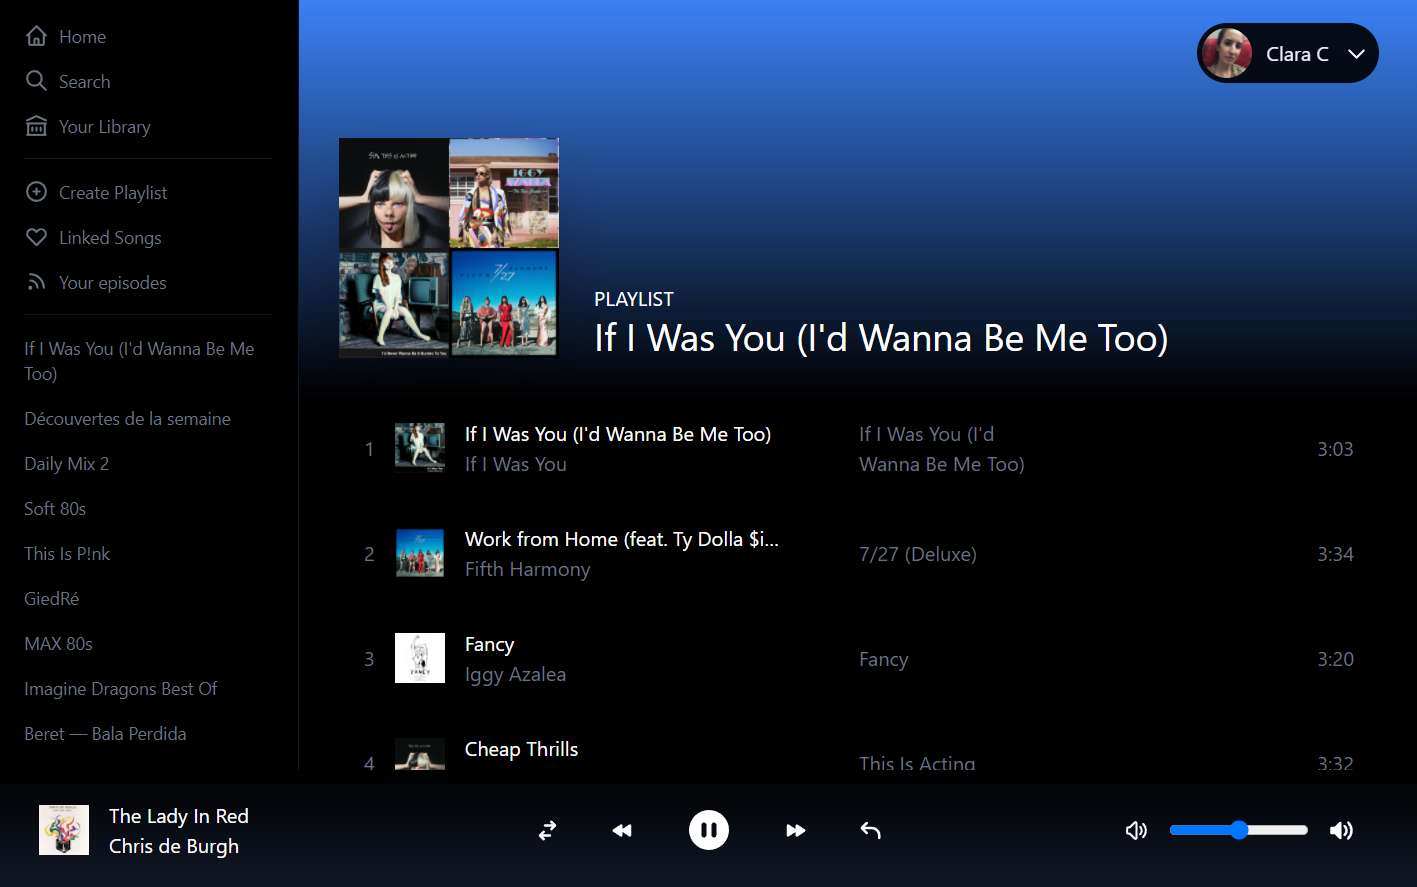 Home
Search
Your Library
Create Playlist
Linked Songs
Your episodes
If I Was You (I'd Wanna Be Me
Too)
Découvertes de la semaine
Daily Mix 2
Soft 80s
This Is P!nk
GiedRé
MAX 80s
Imagine Dragons Best Of
Beret — Bala Perdida
Clara C
IGGY
AZALEA
7/27
PLAYLIST
If I Was You (I'd Wanna Be Me Too)
1
If I Was You (I'd Wanna Be Me Too)
If I Was You
If I Was You (I'd
Wanna Be Me Too)
3:03
2
Work from Home (feat. Ty Dolla $i...
Fifth Harmony
7/27 (Deluxe)
3:34
3
FANCY
Fancy
Iggy Azalea
Fancy
3:20
4
Cheap Thrills
This Is Acting
3:32
The Lady In Red
Chris de Burgh